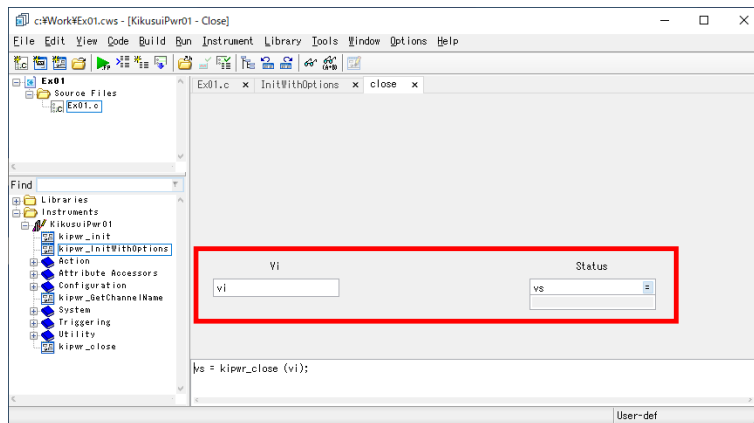 c:¥Work¥Ex01.cws - [KikusuiPwr01 - Close]
File Edit View Code Build Run Instrument Library Tools Window Options Help
Ex01
Source Files
Ex01.c
Ex01.c x InitWithOptions x close x
Find
Libraries
Instruments
KikusuiPwr01
kipwr_init
kipwr_InitWithOptions
Action
Attribute Accessors
Configuration
kipwr_GetChannelName
System
Triggering
Utility
kipwr_close
Vi
Status
vi
vs
vs = kipwr_close (vi);
User-def